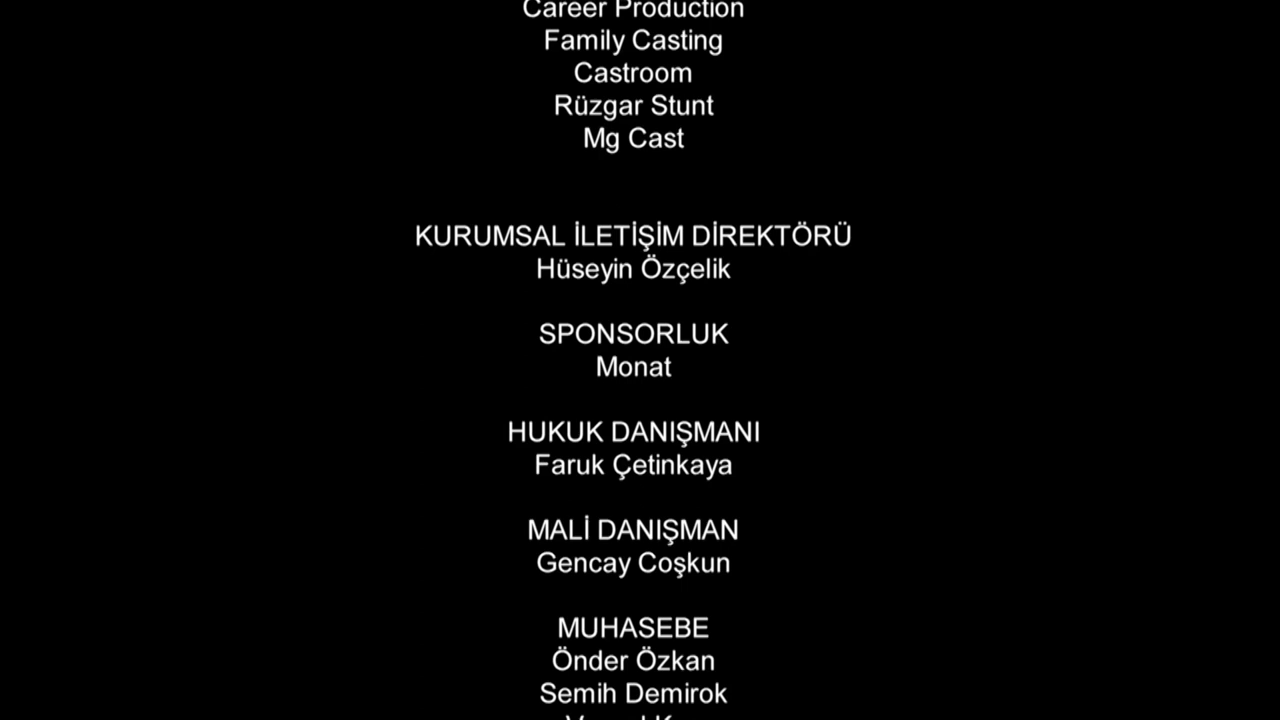 Career Production
Family Casting
Castroom
Rüzgar Stunt
Mg Cast
KURUMSAL İLETİŞİM DİREKTÖRÜ
Hüseyin Özçelik
SPONSORLUK
Monat
HUKUK DANIŞMANI
Faruk Çetinkaya
MALİ DANIŞMAN
Gencay Coşkun
MUHASEBE
Önder Özkan
Semih Demirok